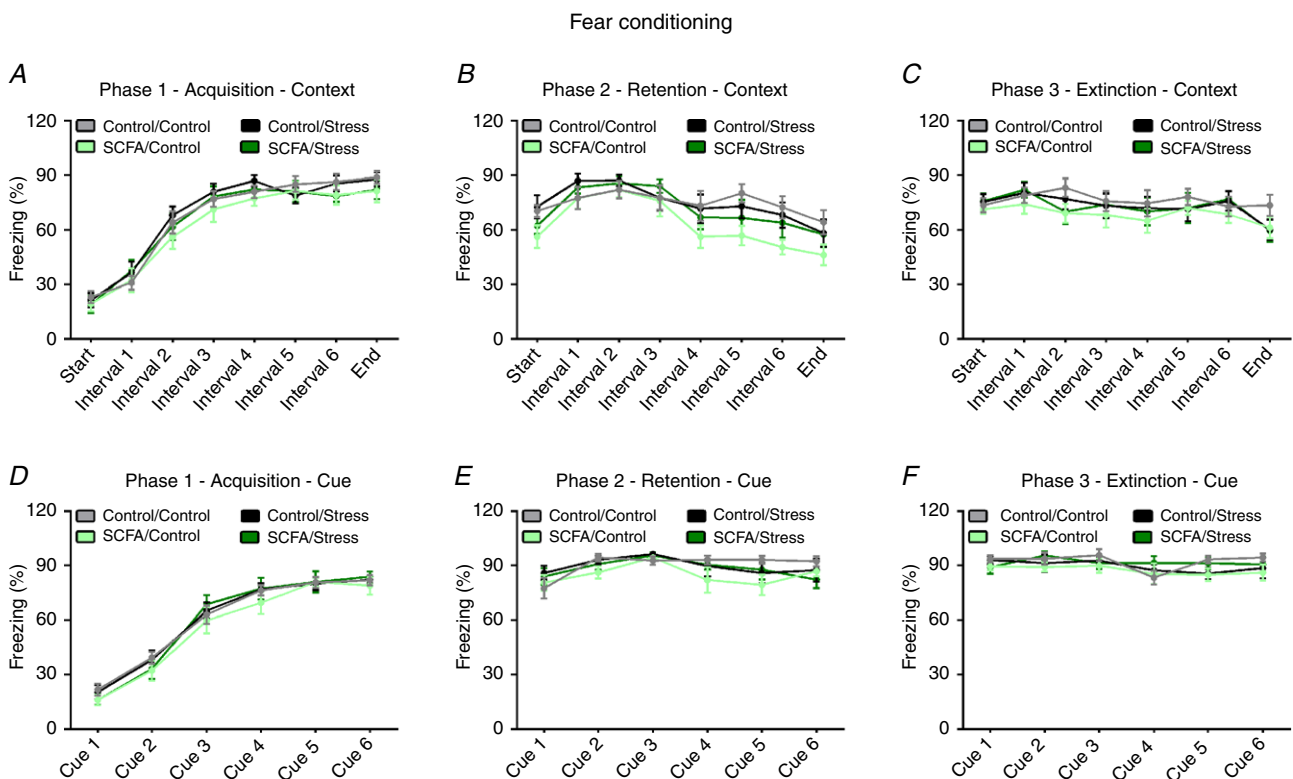 Fear conditioning
A
Phase 1 - Acquisition - Context
Control/Control
Control/Stress
SCFA/Control
SCFA/Stress
Freezing (%)
120
90
60
30
0
Start
Interval 1
Interval 2
Interval 3
Interval 4
Interval 5
Interval 6
End
B
Phase 2 - Retention - Context
Control/Control
Control/Stress
SCFA/Control
SCFA/Stress
Freezing (%)
120
90
60
30
0
Start
Interval 1
Interval 2
Interval 3
Interval 4
Interval 5
Interval 6
End
C
Phase 3 - Extinction - Context
Control/Control
Control/Stress
SCFA/Control
SCFA/Stress
Freezing (%)
120
90
60
30
0
Start
Interval 1
Interval 2
Interval 3
Interval 4
Interval 5
Interval 6
End
D
Phase 1 - Acquisition - Cue
Control/Control
Control/Stress
SCFA/Control
SCFA/Stress
Freezing (%)
120
90
60
30
0
Cue 1
Cue 2
Cue 3
Cue 4
Cue 5
Cue 6
E
Phase 2 - Retention - Cue
Control/Control
Control/Stress
SCFA/Control
SCFA/Stress
Freezing (%)
120
90
60
30
0
Cue 1
Cue 2
Cue 3
Cue 4
Cue 5
Cue 6
F
Phase 3 - Extinction - Cue
Control/Control
Control/Stress
SCFA/Control
SCFA/Stress
Freezing (%)
120
90
60
30
0
Cue 1
Cue 2
Cue 3
Cue 4
Cue 5
Cue 6